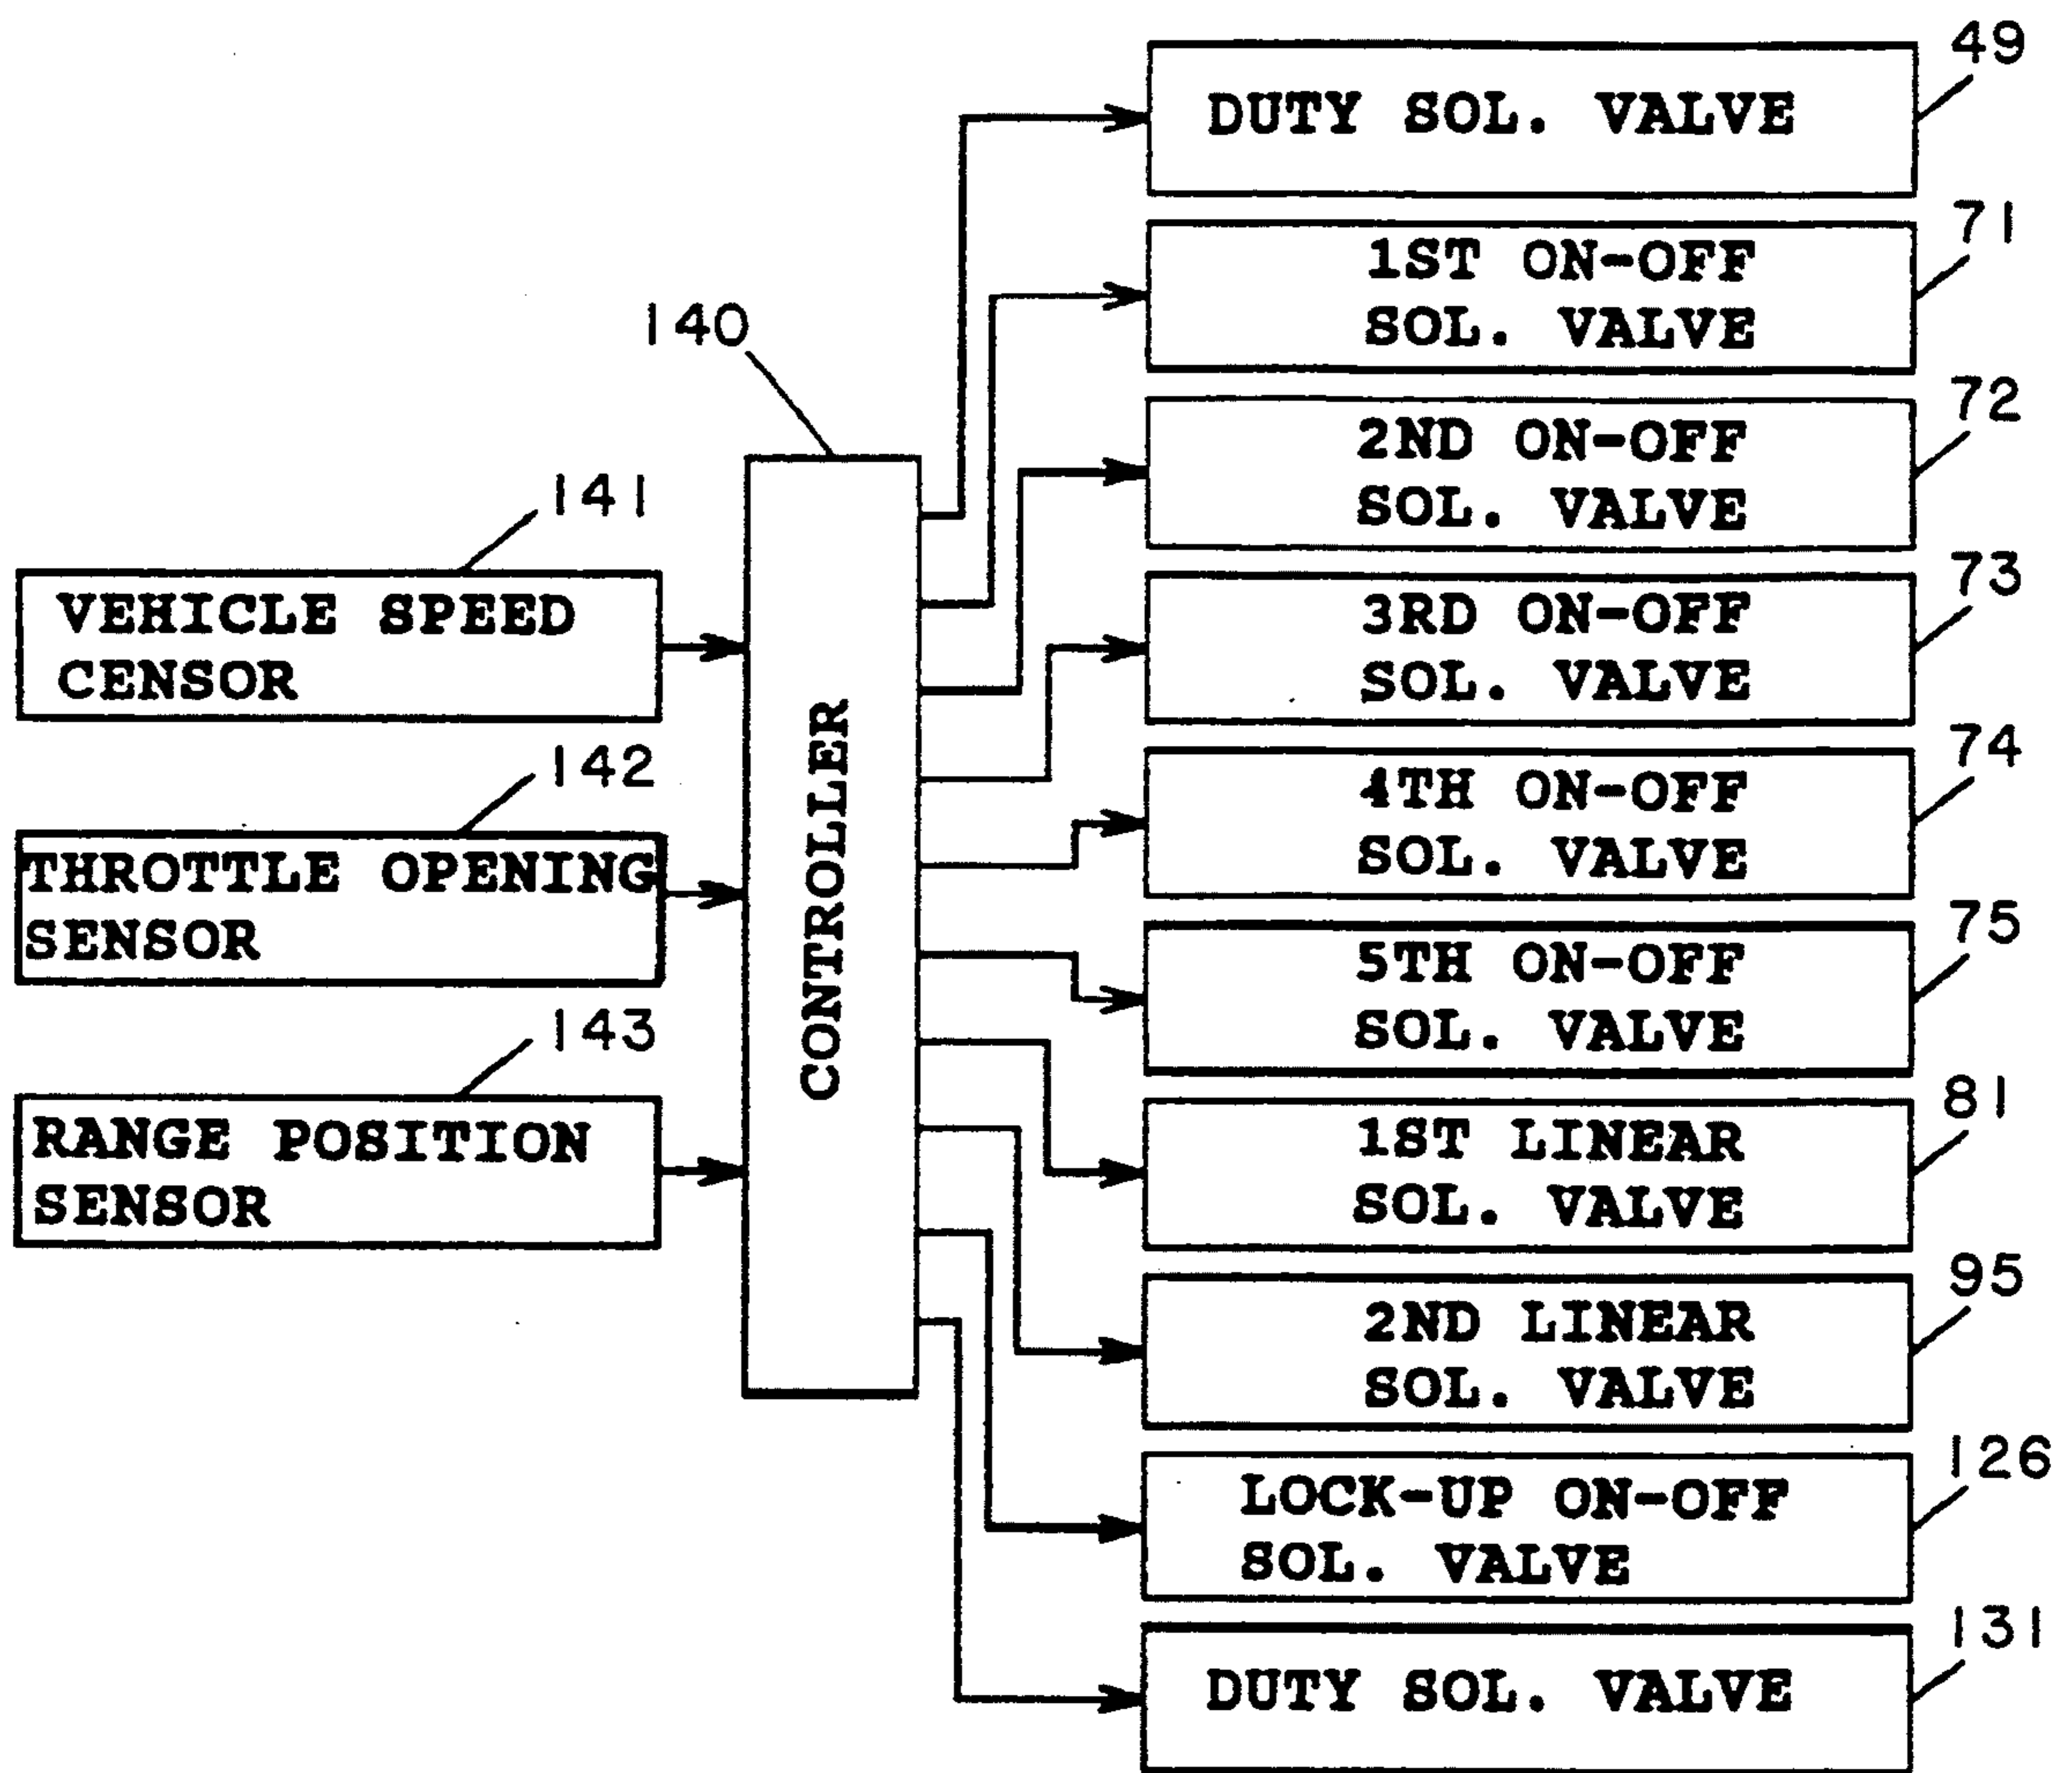 49
DUTY SOL. VALVE
71
1ST ON-OFF
SOL. VALVE
140
72
2ND ON-OFF
SOL. VALVE
141
VEHICLE SPEED
CENSOR
73
3RD ON-OFF
SOL. VALVE
CONTROLLER
142
THROTTLE OPENING
SENSOR
74
4TH ON-OFF
SOL. VALVE
75
5TH ON-OFF
SOL. VALVE
143
RANGE POSITION
SENSOR
81
1ST LINEAR
SOL. VALVE
95
2ND LINEAR
SOL. VALVE
126
LOCK-UP ON-OFF
SOL. VALVE
131
DUTY SOL. VALVE